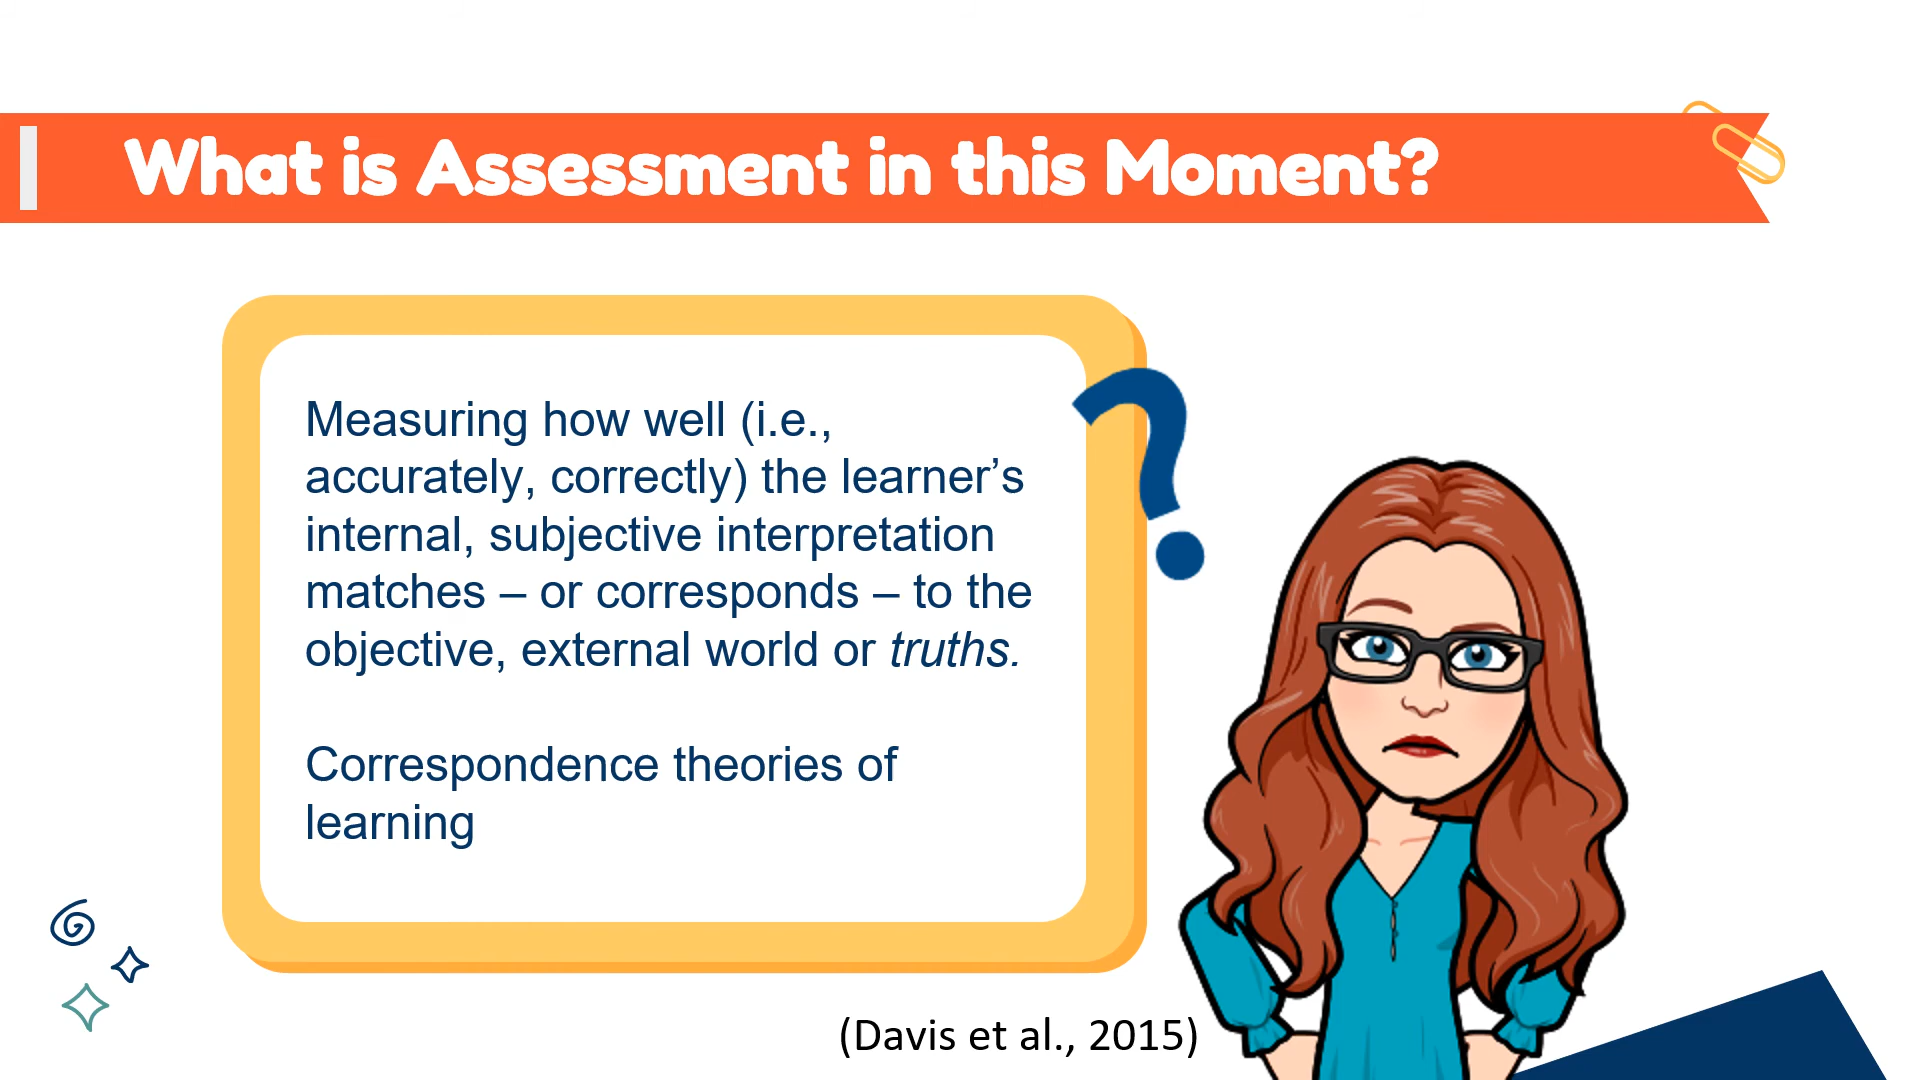 What is Assessment in this Moment?
Measuring how well (i.e.,
accurately, correctly) the learner’s
internal, subjective interpretation
matches – or corresponds – to the
objective, external world or truths.
Correspondence theories of
learning
?
(Davis et al., 2015)